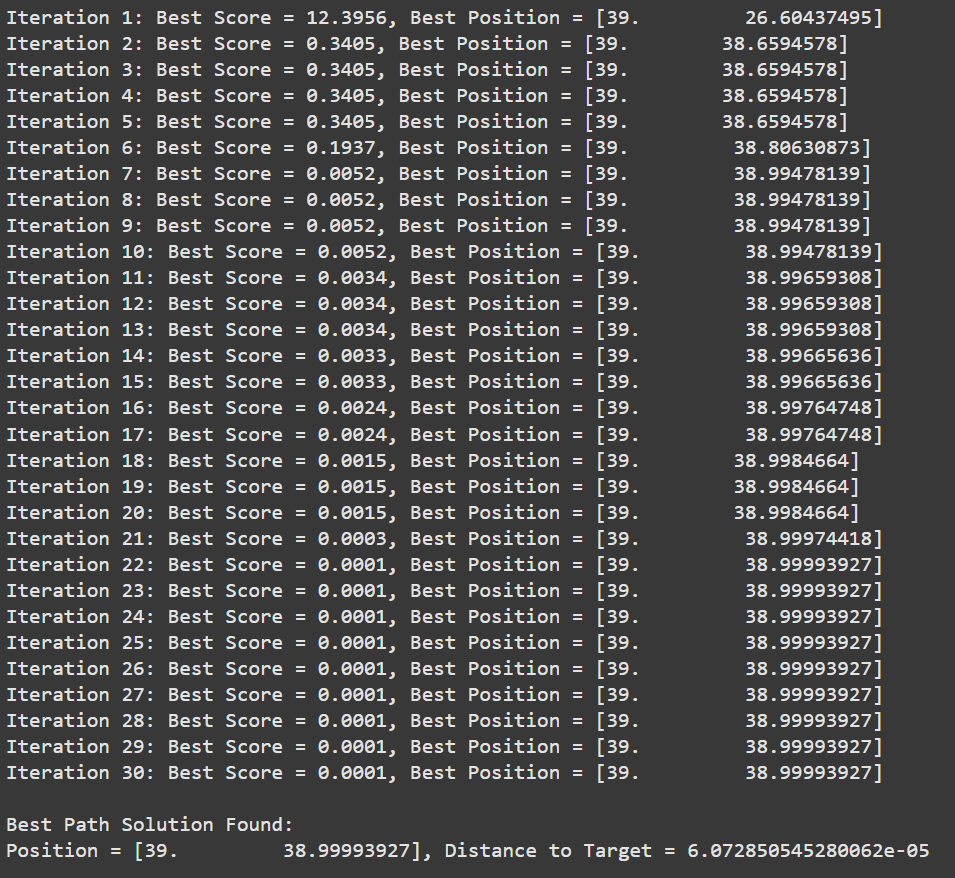 Iteration 1: Best Score = 12.3956, Best Position = [39.         26.60437495]
Iteration 2: Best Score = 0.3405, Best Position = [39.        38.6594578]
Iteration 3: Best Score = 0.3405, Best Position = [39.        38.6594578]
Iteration 4: Best Score = 0.3405, Best Position = [39.        38.6594578]
Iteration 5: Best Score = 0.3405, Best Position = [39.        38.6594578]
Iteration 6: Best Score = 0.1937, Best Position = [39.         38.80630873]
Iteration 7: Best Score = 0.0052, Best Position = [39.         38.99478139]
Iteration 8: Best Score = 0.0052, Best Position = [39.         38.99478139]
Iteration 9: Best Score = 0.0052, Best Position = [39.         38.99478139]
Iteration 10: Best Score = 0.0052, Best Position = [39.         38.99478139]
Iteration 11: Best Score = 0.0034, Best Position = [39.         38.99659308]
Iteration 12: Best Score = 0.0034, Best Position = [39.         38.99659308]
Iteration 13: Best Score = 0.0034, Best Position = [39.         38.99659308]
Iteration 14: Best Score = 0.0033, Best Position = [39.         38.99665636]
Iteration 15: Best Score = 0.0033, Best Position = [39.         38.99665636]
Iteration 16: Best Score = 0.0024, Best Position = [39.         38.99764748]
Iteration 17: Best Score = 0.0024, Best Position = [39.         38.99764748]
Iteration 18: Best Score = 0.0015, Best Position = [39.        38.9984664]
Iteration 19: Best Score = 0.0015, Best Position = [39.        38.9984664]
Iteration 20: Best Score = 0.0015, Best Position = [39.        38.9984664]
Iteration 21: Best Score = 0.0003, Best Position = [39.         38.99974418]
Iteration 22: Best Score = 0.0001, Best Position = [39.         38.99993927]
Iteration 23: Best Score = 0.0001, Best Position = [39.         38.99993927]
Iteration 24: Best Score = 0.0001, Best Position = [39.         38.99993927]
Iteration 25: Best Score = 0.0001, Best Position = [39.         38.99993927]
Iteration 26: Best Score = 0.0001, Best Position = [39.         38.99993927]
Iteration 27: Best Score = 0.0001, Best Position = [39.         38.99993927]
Iteration 28: Best Score = 0.0001, Best Position = [39.         38.99993927]
Iteration 29: Best Score = 0.0001, Best Position = [39.         38.99993927]
Iteration 30: Best Score = 0.0001, Best Position = [39.         38.99993927]

Best Path Solution Found:
Position = [39.         38.99993927], Distance to Target = 6.072850545280062e-05